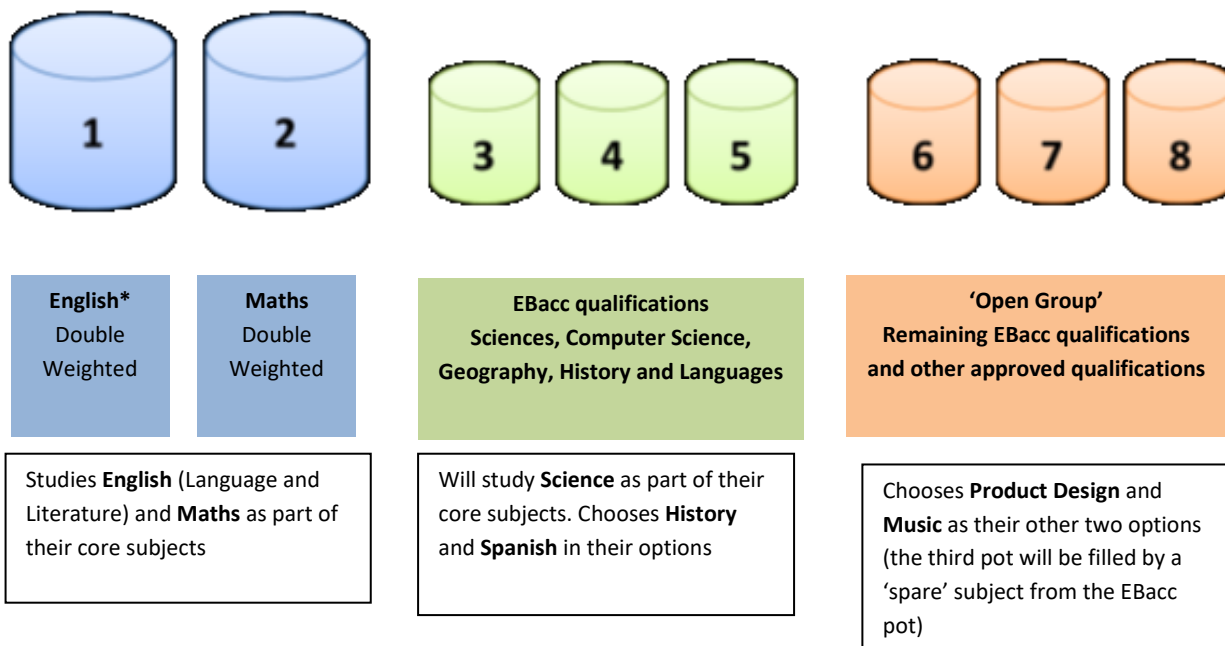 1
2
3
4
5
6
7
8
English*
Double
Weighted
Maths
Double
Weighted
EBacc qualifications
Sciences, Computer Science,
Geography, History and Languages
‘Open Group’
Remaining EBacc qualifications
and other approved qualifications
Studies English (Language and
Literature) and Maths as part of
their core subjects
Will study Science as part of their
core subjects. Chooses History
and Spanish in their options
Chooses Product Design and
Music as their other two options
(the third pot will be filled by a
‘spare’ subject from the EBacc
pot)